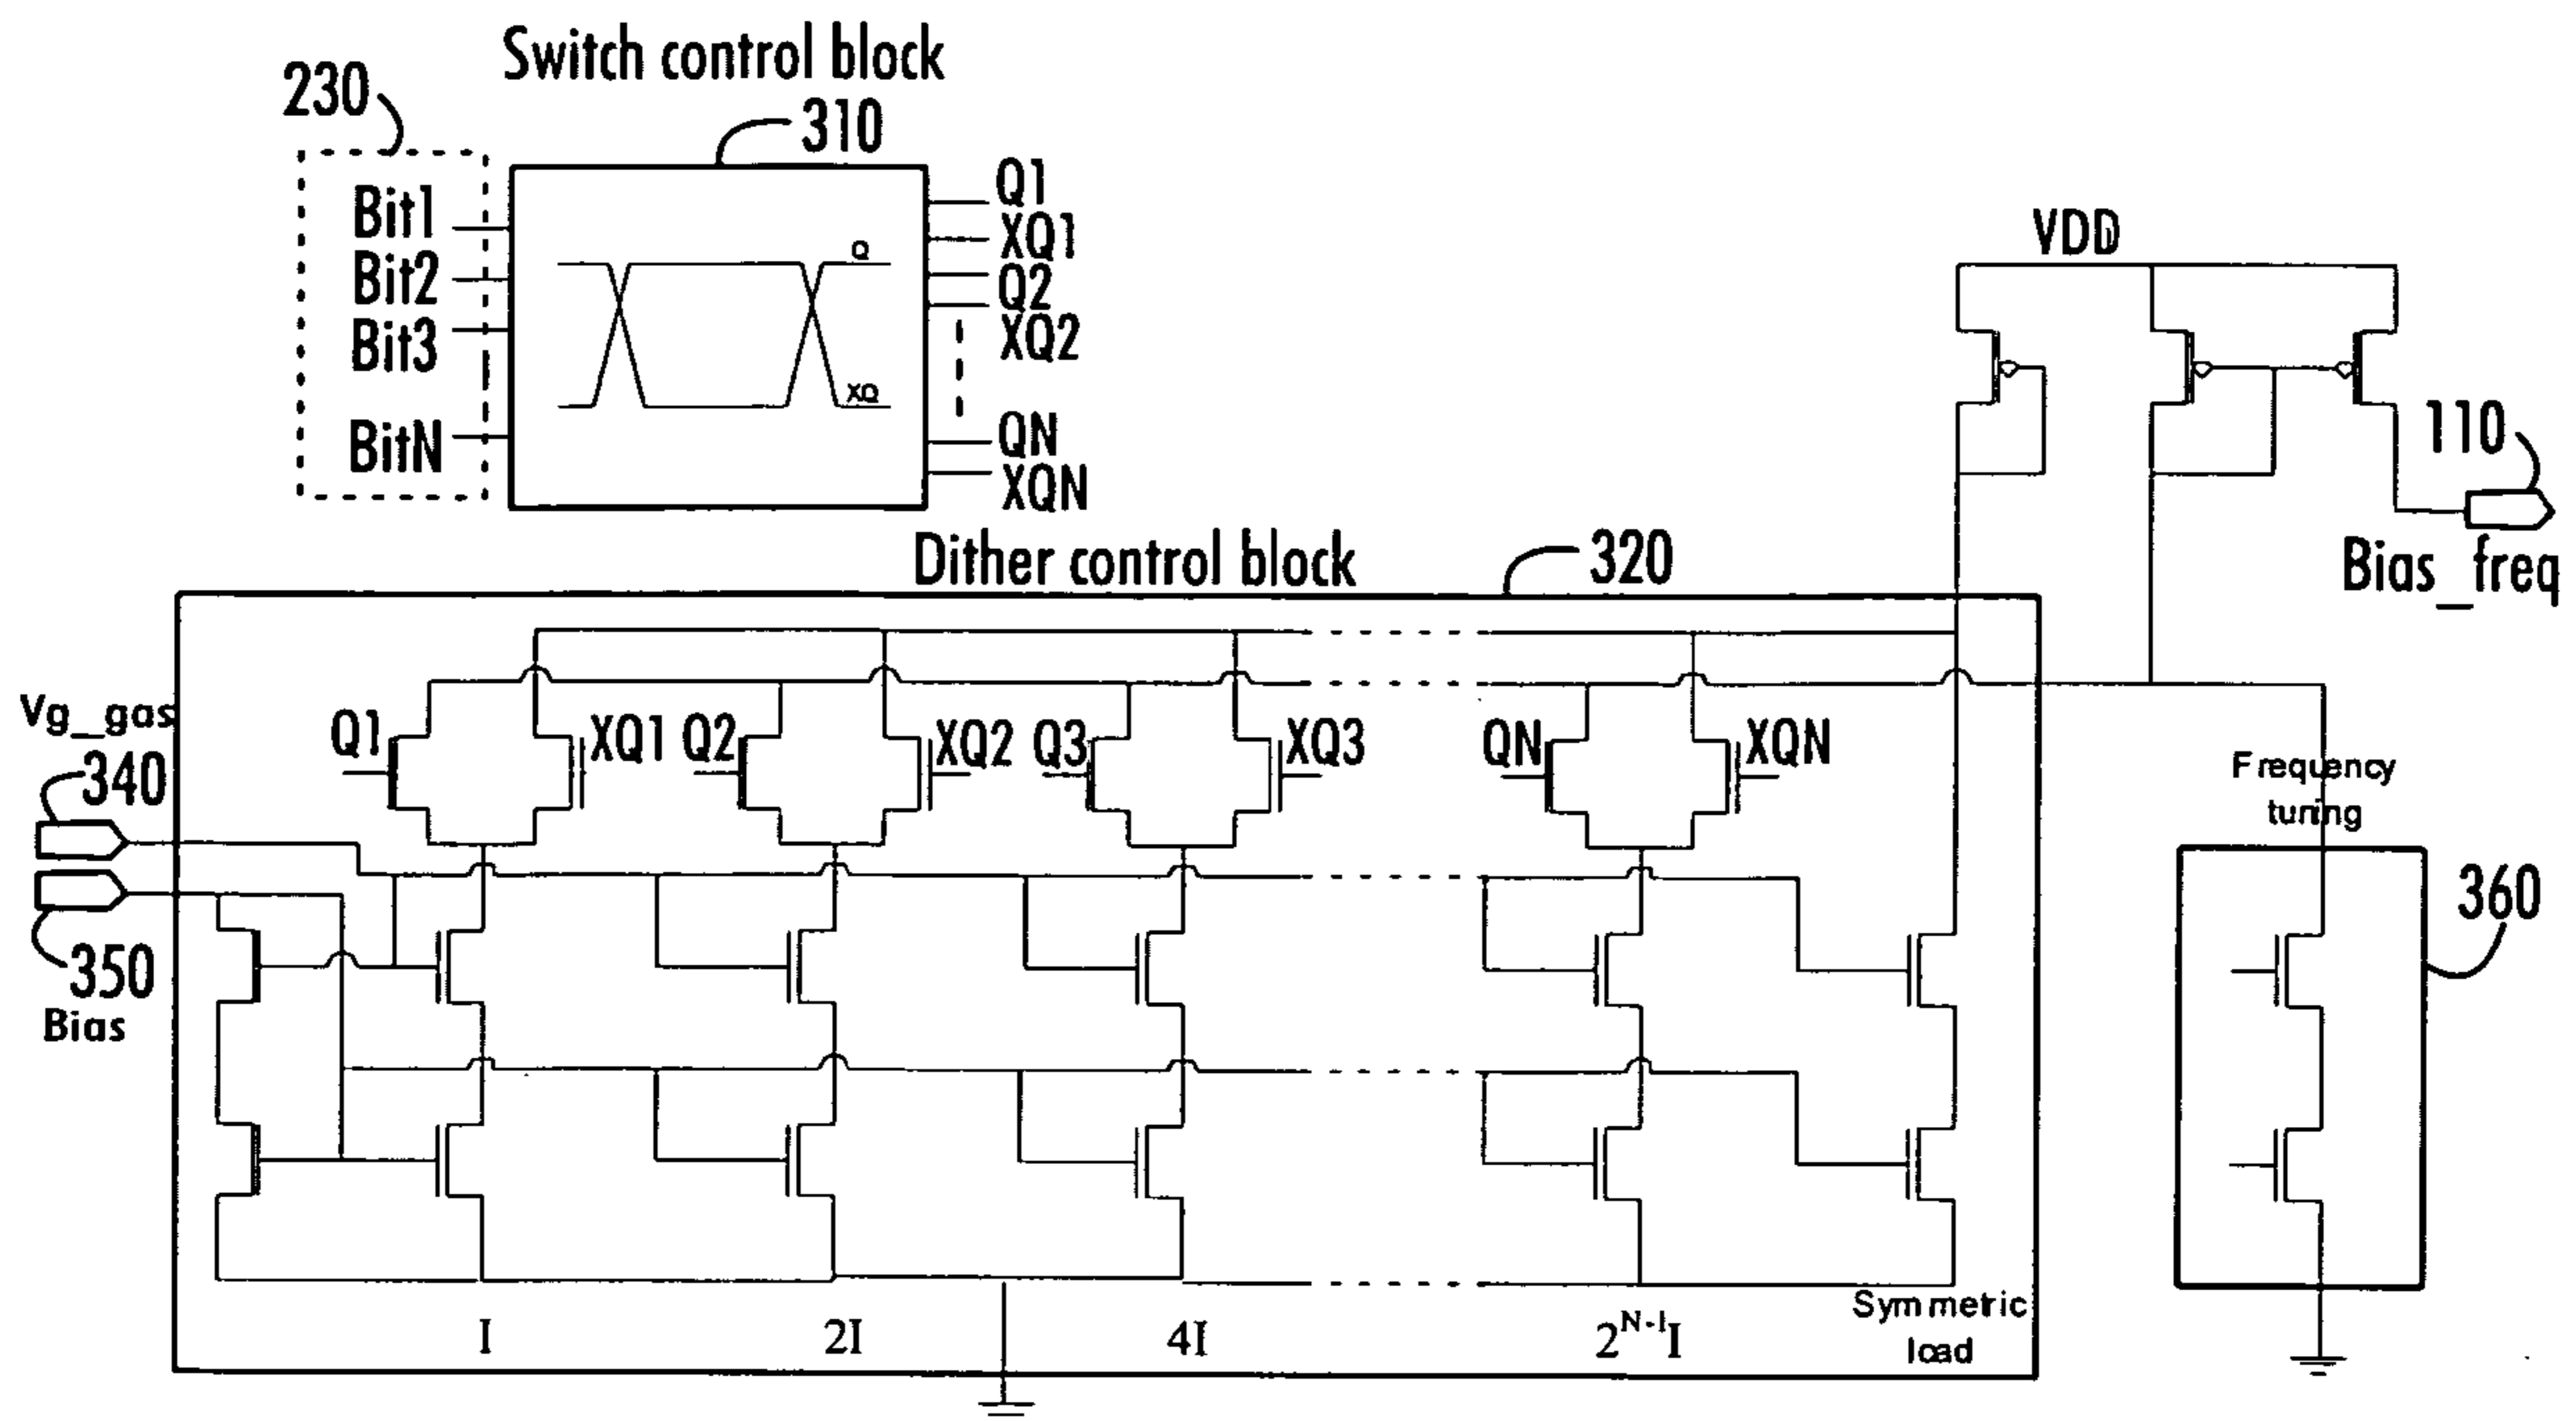 Switch control block
230
310
Bit1
Bit2
Bit3
BitN
Q
XQ
Q1
XQ1
Q2
XQ2
QN
XQN
VDD
110
Bias_freq
Dither control block
320
Vg_gas
340
350
Bias
Q1
XQ1
Q2
XQ2
Q3
XQ3
QN
XQN
Frequency
tuning
360
I
2I
4I
2^{N-1}I
Symmetric
load